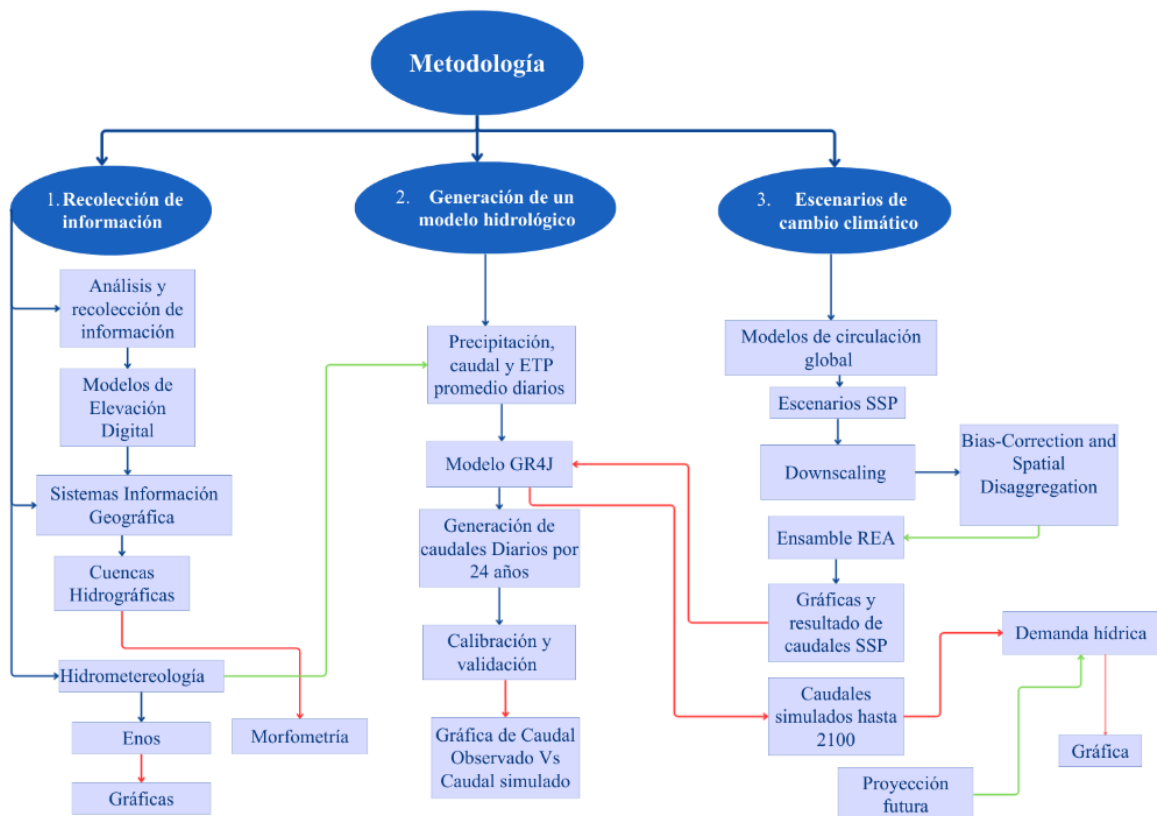 Metodología
1. Recolección de
información
Análisis y
recolección de
información
Modelos de
Elevación
Digital
Sistemas Información
Geográfica
Cuencas
Hidrográficas
Hidrometereología
Enos
Gráficas
Morfometría
2. Generación de un
modelo hidrológico
Precipitación,
caudal y ETP
promedio diarios
Modelo GR4J
Generación de
caudales Diarios por
24 años
Calibración y
validación
Gráfica de Caudal
Observado Vs
Caudal simulado
3. Escenarios de
cambio climático
Modelos de circulación
global
Escenarios SSP
Downscaling
Bias-Correction and
Spatial
Disaggregation
Ensamble REA
Gráficas y
resultado de
caudales SSP
Caudales
simulados hasta
2100
Demanda hídrica
Gráfica
Proyección
futura